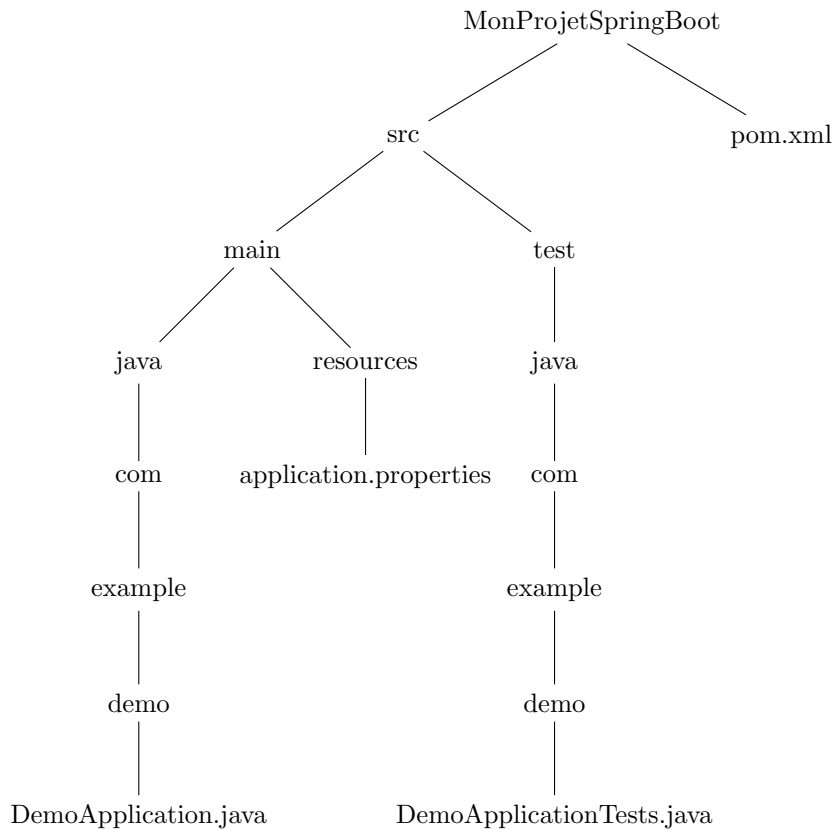 MonProjetSpringBoot
src
pom.xml
main
test
java
resources
java
com
application.properties
com
example
example
demo
demo
DemoApplication.java
DemoApplicationTests.java